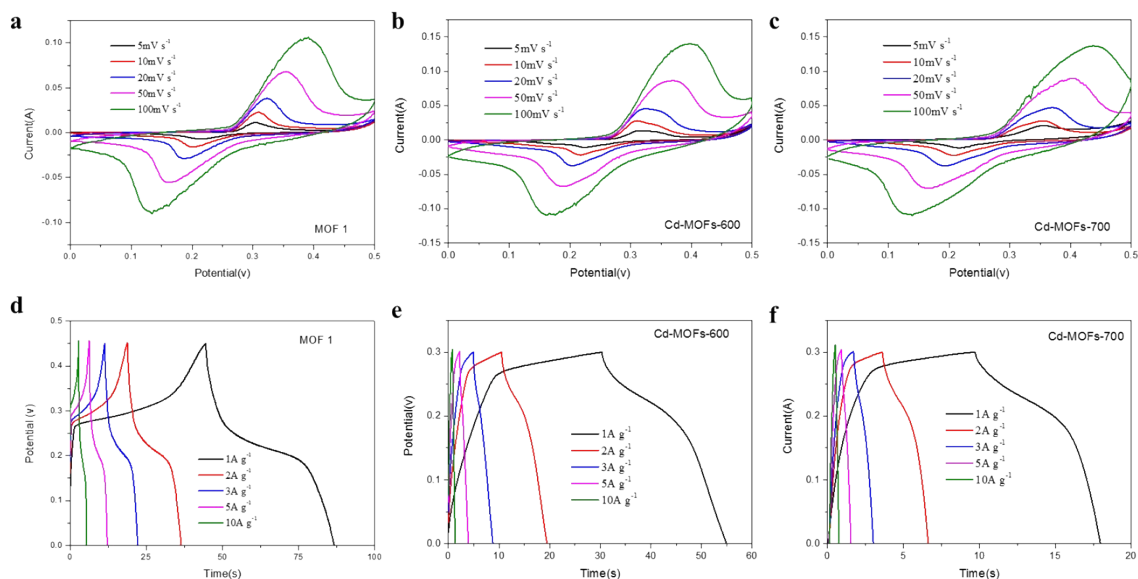 a
0.10
0.05
0.00
-0.05
-0.10
Current(A)
5mV s⁻¹
10mV s⁻¹
20mV s⁻¹
50mV s⁻¹
100mV s⁻¹
MOF 1
0.0 0.1 0.2 0.3 0.4 0.5
Potential(v)
b
0.15
0.10
0.05
0.00
-0.05
-0.10
-0.15
Current(A)
5mV s⁻¹
10mV s⁻¹
20mV s⁻¹
50mV s⁻¹
100mV s⁻¹
Cd-MOFs-600
0.0 0.1 0.2 0.3 0.4 0.5
Potential(v)
c
0.15
0.10
0.05
0.00
-0.05
-0.10
-0.15
Current(A)
5mV s⁻¹
10mV s⁻¹
20mV s⁻¹
50mV s⁻¹
100mV s⁻¹
Cd-MOFs-700
0.0 0.1 0.2 0.3 0.4 0.5
Potential(v)
d
0.5
0.4
0.3
0.2
0.1
0.0
Potential (v)
MOF 1
1A g⁻¹
2A g⁻¹
3A g⁻¹
5A g⁻¹
10A g⁻¹
0 25 50 75 100
Time(s)
e
0.3
0.2
0.1
0.0
Potential(v)
Cd-MOFs-600
1A g⁻¹
2A g⁻¹
3A g⁻¹
5A g⁻¹
10A g⁻¹
0 10 20 30 40 50 60
Time(s)
f
0.3
0.2
0.1
0.0
Current(A)
Cd-MOFs-700
1A g⁻¹
2A g⁻¹
3A g⁻¹
5A g⁻¹
10A g⁻¹
0 5 10 15 20
Time(s)